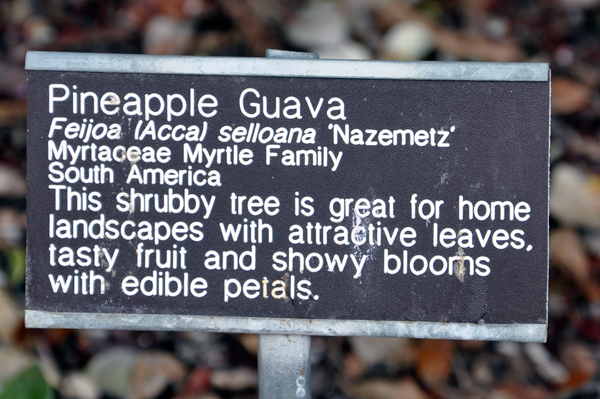 Pineapple Guava
Feijoa (Acca) selloana 'Nazemetz'
Myrtaceae Myrtle Family
South America
This shrubby tree is great for home
landscapes with attractive leaves,
tasty fruit and showy blooms
with edible petals.